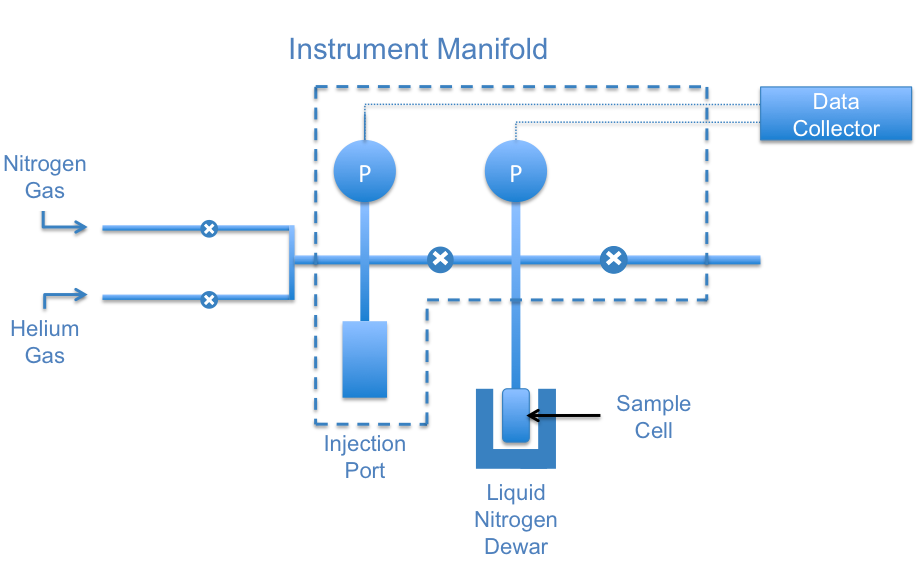 Instrument Manifold
Data
Collector
Nitrogen
Gas
P
P
Helium
Gas
Sample
Cell
Injection
Port
Liquid
Nitrogen
Dewar